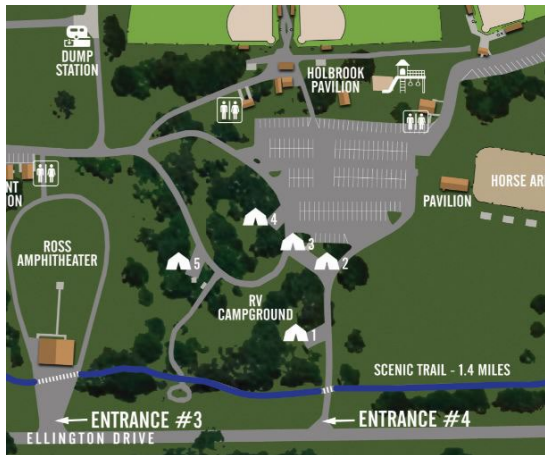 DUMP
STATION
HOLBROOK
PAVILION
HORSE
PAVILION
ROSS
AMPHITHEATER
4
3
2
5
RV
CAMPGROUND
1
SCENIC TRAIL - 1.4 MILES
ENTRANCE #3
ENTRANCE #4
ELLINGTON DRIVE